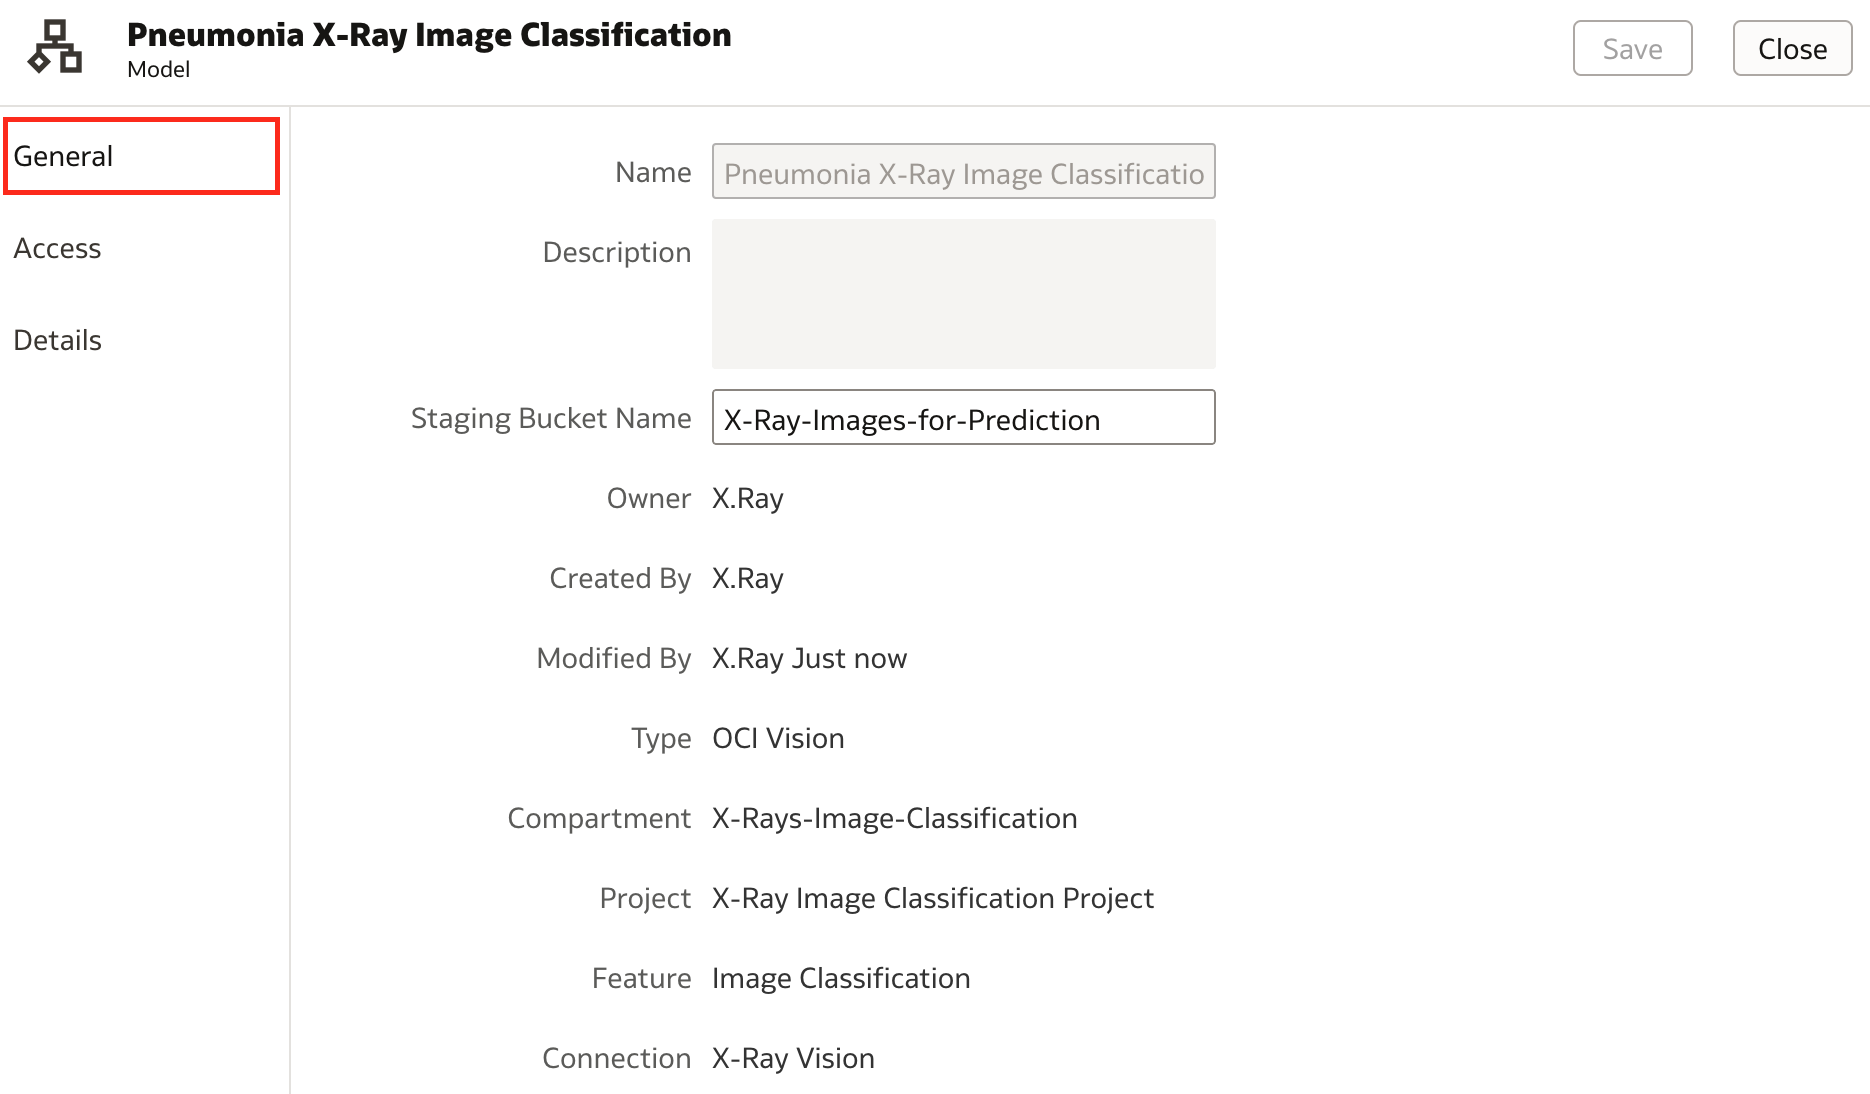 Pneumonia X-Ray Image Classification
Model
Save
Close
General
Access
Details
Name Pneumonia X-Ray Image Classificatio
Description
Staging Bucket Name X-Ray-Images-for-Prediction
Owner X.Ray
Created By X.Ray
Modified By X.Ray Just now
Type OCI Vision
Compartment X-Rays-Image-Classification
Project X-Ray Image Classification Project
Feature Image Classification
Connection X-Ray Vision